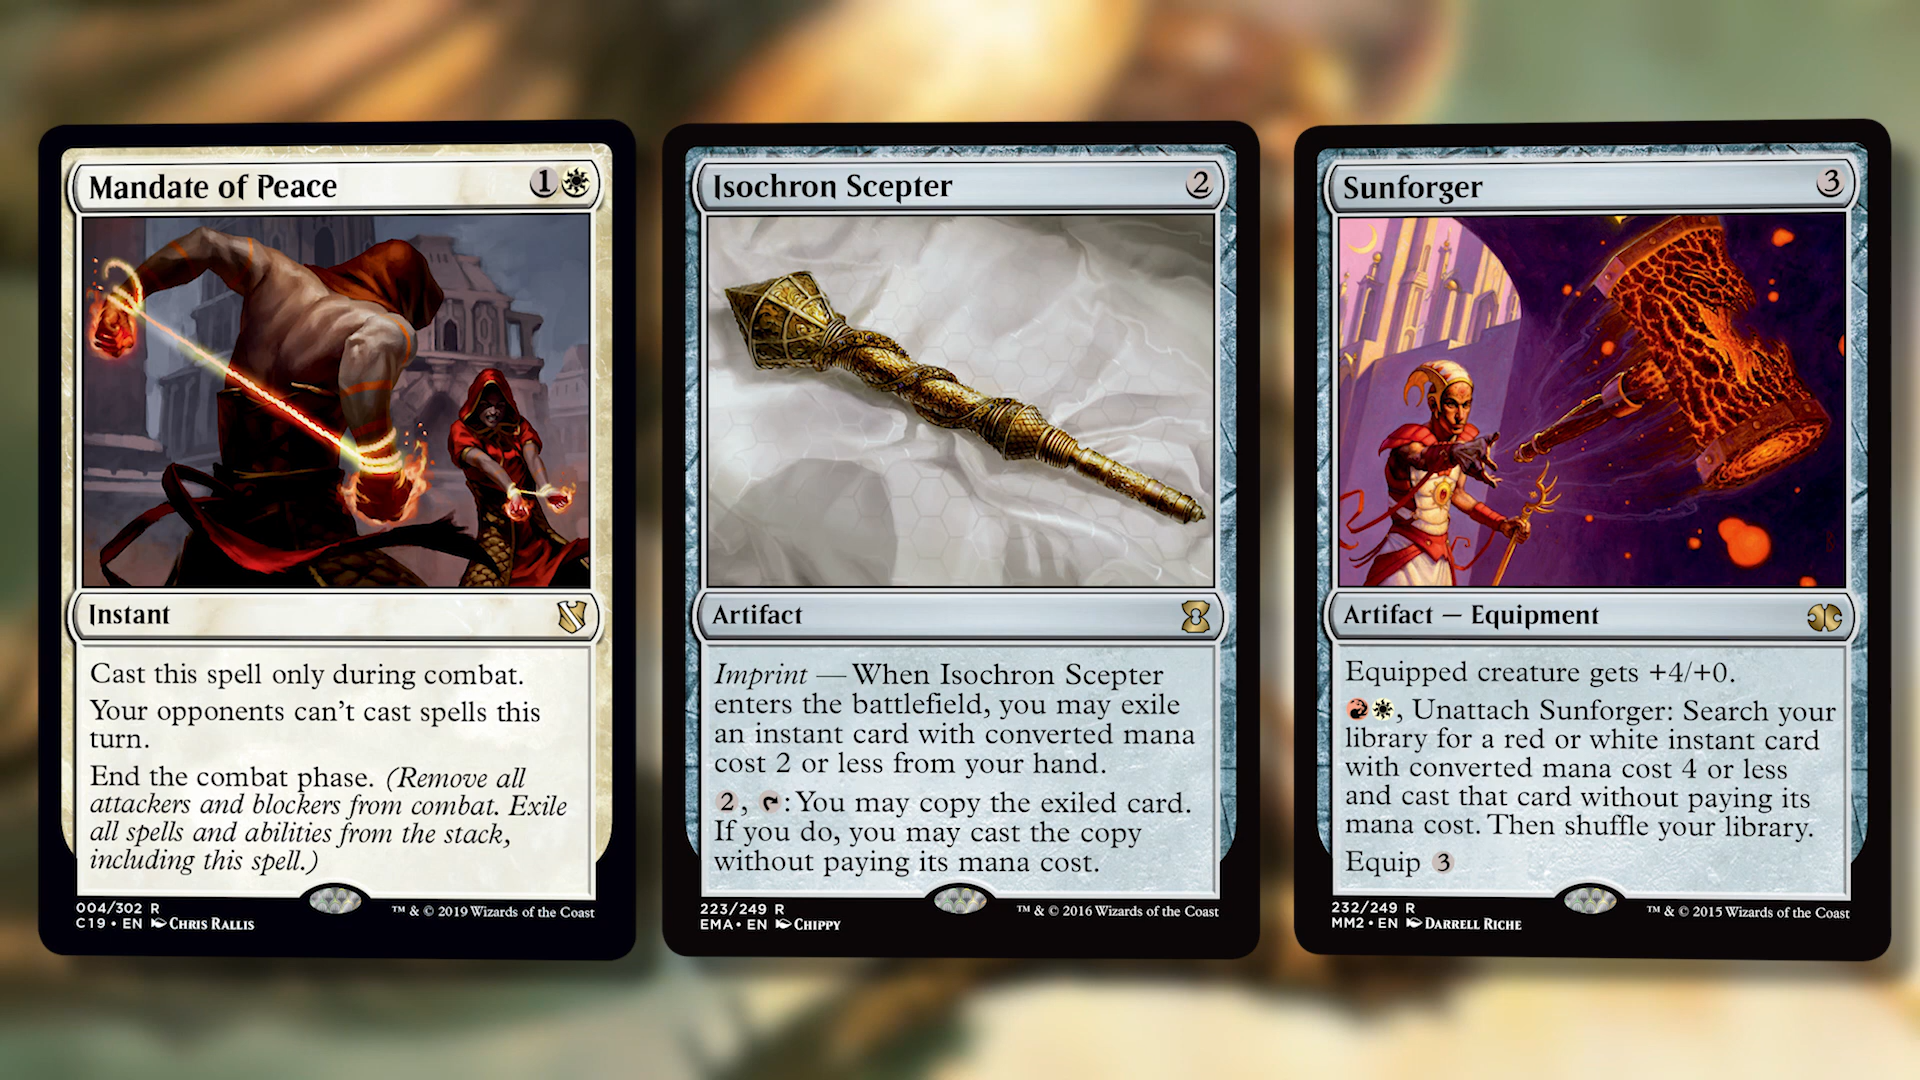 Mandate of Peace 1
Instant
Cast this spell only during combat.
Your opponents can't cast spells this
turn.
End the combat phase. (Remove all
attackers and blockers from combat. Exile
all spells and abilities from the stack,
including this spell.)
004/302 R
C19 • EN Chris Rallis
™ & © 2019 Wizards of the Coast
Isochron Scepter 2
Artifact
Imprint — When Isochron Scepter
enters the battlefield, you may exile
an instant card with converted mana
cost 2 or less from your hand.
2, : You may copy the exiled card.
If you do, you may cast the copy
without paying its mana cost.
223/249 R
EMA • EN Chippy
™ & © 2016 Wizards of the Coast
Sunforger 3
Artifact — Equipment
Equipped creature gets +4/+0.
, Unattach Sunforger: Search your
library for a red or white instant card
with converted mana cost 4 or less
and cast that card without paying its
mana cost. Then shuffle your library.
Equip 3
232/249 R
MM2 • EN Darrell Riche
™ & © 2015 Wizards of the Coast